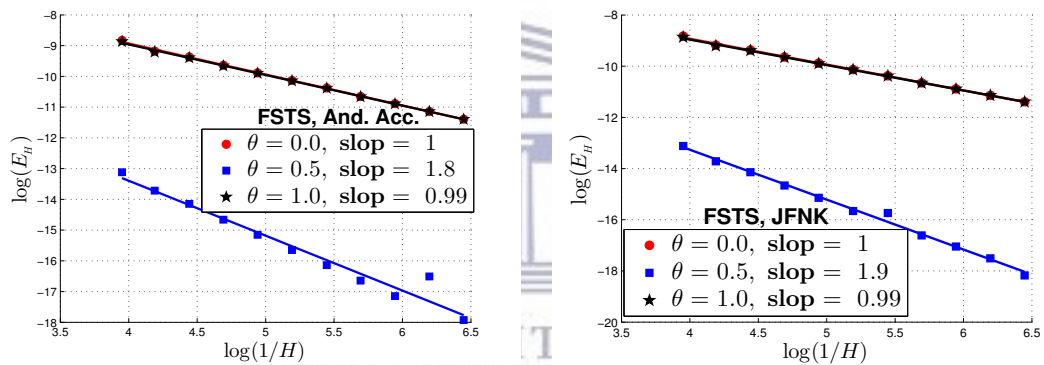 −8
−9
−10
−11
−12
−13
−14
−15
−16
−17
−18
3.5 4 4.5 5 5.5 6 6.5
log(1/H)
log(E_H)
FSTS, And. Acc.
θ = 0.0, slop = 1
θ = 0.5, slop = 1.8
θ = 1.0, slop = 0.99
−8
−10
−12
−14
−16
−18
−20
3.5 4 4.5 5 5.5 6 6.5
log(1/H)
log(E_H)
FSTS, JFNK
θ = 0.0, slop = 1
θ = 0.5, slop = 1.9
θ = 1.0, slop = 0.99